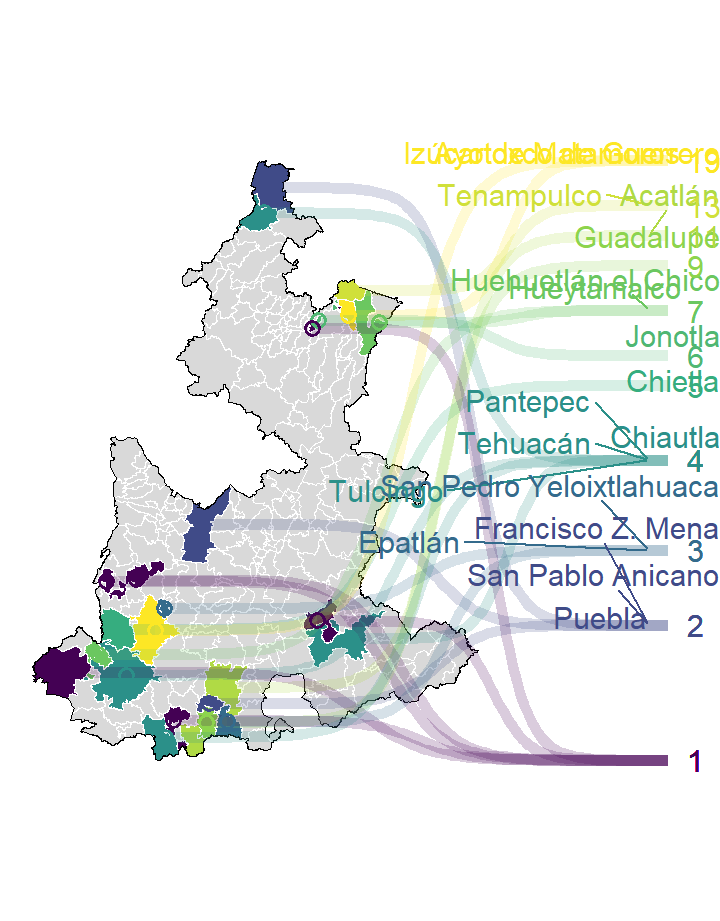 Izúcar de Matamoros
Ayotoxco de Guerrero
19
Tenampulco
Acatlán
13
Guadalupe
11
9
Huehuetlán el Chico
Hueytamalco
7
Jonotla
6
Chietla
5
Pantepec
Chiautla
Tehuacán
4
Tulcingo
San Pedro Yeloixtlahuaca
Francisco Z. Mena
Epatlán
3
San Pablo Anicano
Puebla
2
1